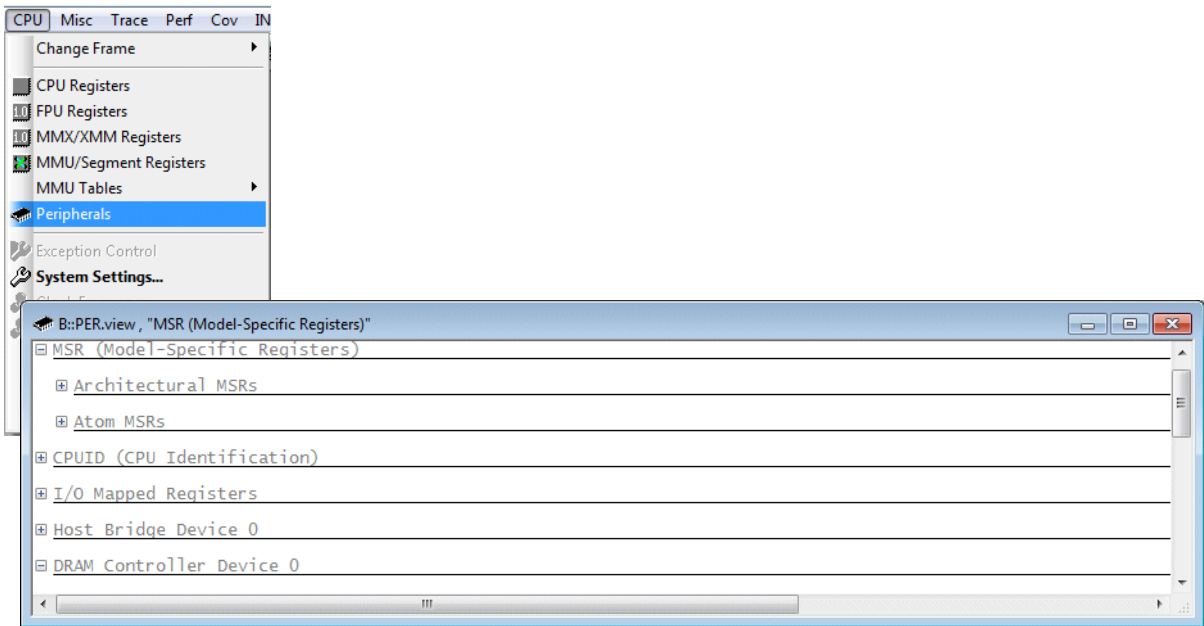 CPU Misc Trace Perf Cov IN
Change Frame
CPU Registers
FPU Registers
MMX/XMM Registers
MMU/Segment Registers
MMU Tables
Peripherals
Exception Control
System Settings...
B::PER.view , "MSR (Model-Specific Registers)"
MSR (Model-Specific Registers)
Architectural MSRs
Atom MSRs
CPUID (CPU Identification)
I/O Mapped Registers
Host Bridge Device 0
DRAM Controller Device 0